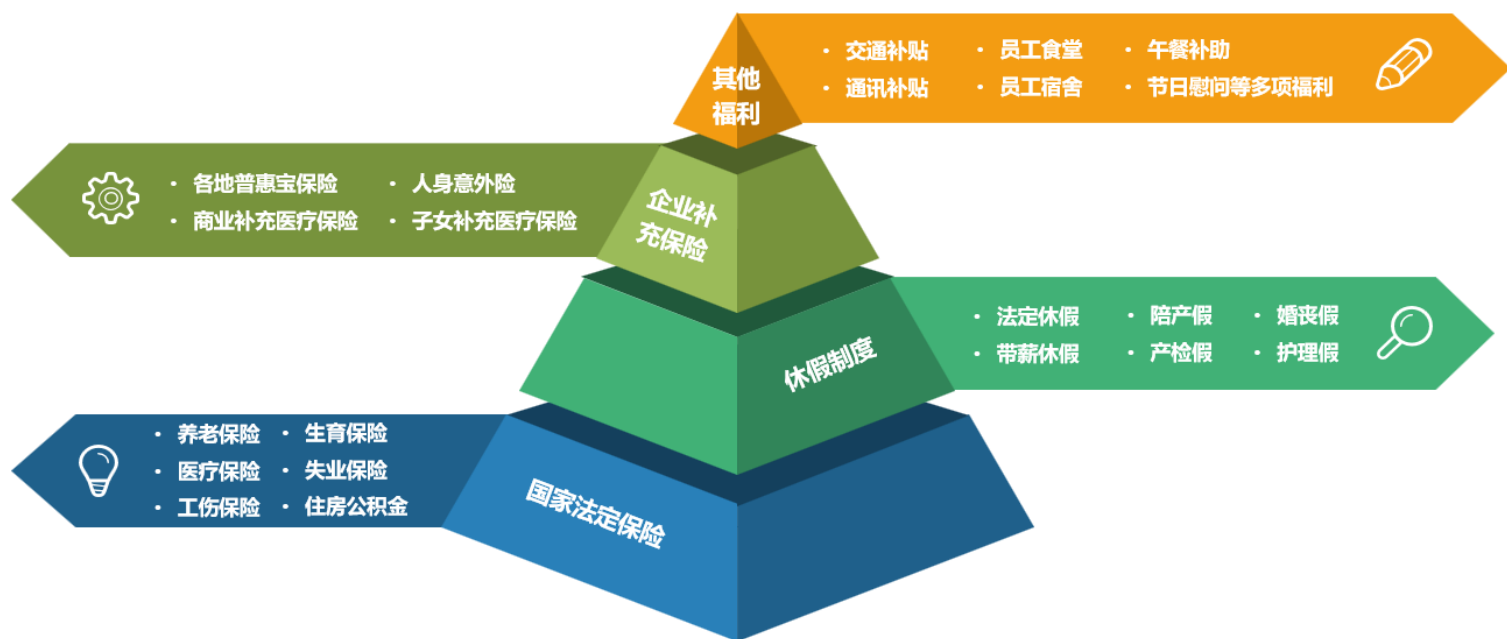 其他
福利
· 交通补贴 · 员工食堂 · 午餐补助
· 通讯补贴 · 员工宿舍 · 节日慰问等多项福利
企业补
充保险
· 各地普惠宝保险 · 人身意外险
· 商业补充医疗保险 · 子女补充医疗保险
休假制度
· 法定休假 · 陪产假 · 婚丧假
· 带薪休假 · 产检假 · 护理假
国家法定保险
· 养老保险 · 生育保险
· 医疗保险 · 失业保险
· 工伤保险 · 住房公积金